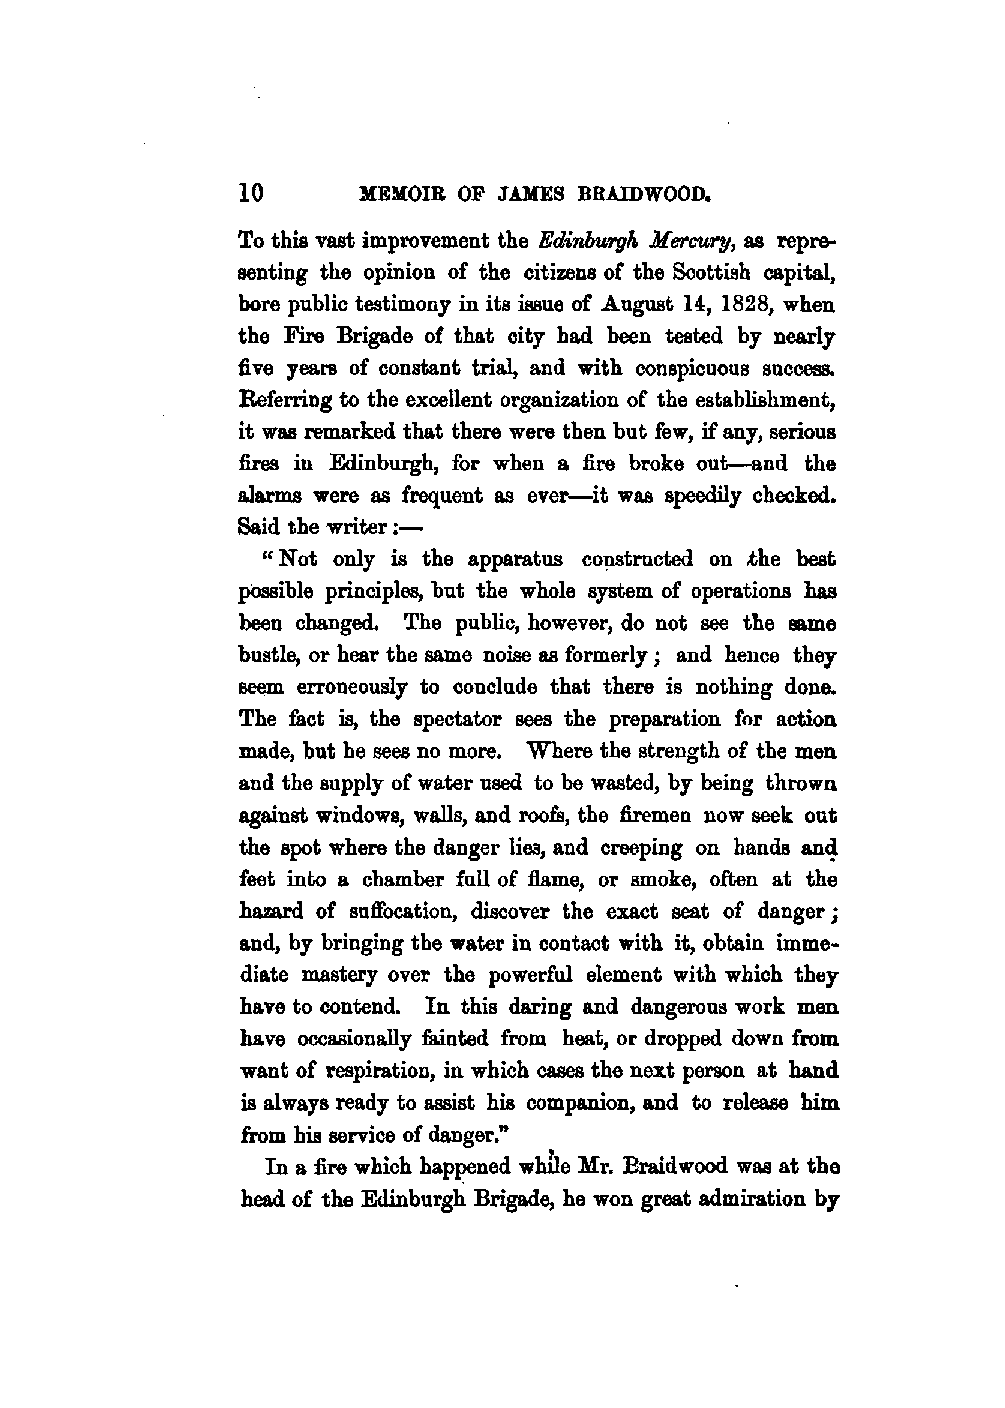 10 MEMOIR OF JAMES BRAIDWOOD.
To this vast improvement the Edinburgh Mercury, as repre-
senting the opinion of the citizens of the Scottish capital,
bore public testimony in its issue of August 14, 1828, when
the Fire Brigade of that city had been tested by nearly
five years of constant trial, and with conspicuous success.
Referring to the excellent organization of the establishment,
it was remarked that there were then but few, if any, serious
fires in Edinburgh, for when a fire broke out—and the
alarms were as frequent as ever—it was speedily checked.
Said the writer:—
“Not only is the apparatus constructed on the best
possible principles, but the whole system of operations has
been changed. The public, however, do not see the same
bustle, or hear the same noise as formerly; and hence they
seem erroneously to conclude that there is nothing done.
The fact is, the spectator sees the preparation for action
made, but he sees no more. Where the strength of the men
and the supply of water used to be wasted, by being thrown
against windows, walls, and roofs, the firemen now seek out
the spot where the danger lies, and creeping on hands and
feet into a chamber full of flame, or smoke, often at the
hazard of suffocation, discover the exact seat of danger;
and, by bringing the water in contact with it, obtain imme-
diate mastery over the powerful element with which they
have to contend. In this daring and dangerous work men
have occasionally fainted from heat, or dropped down from
want of respiration, in which cases the next person at hand
is always ready to assist his companion, and to release him
from his service of danger.”
In a fire which happened while Mr. Braidwood was at the
head of the Edinburgh Brigade, he won great admiration by